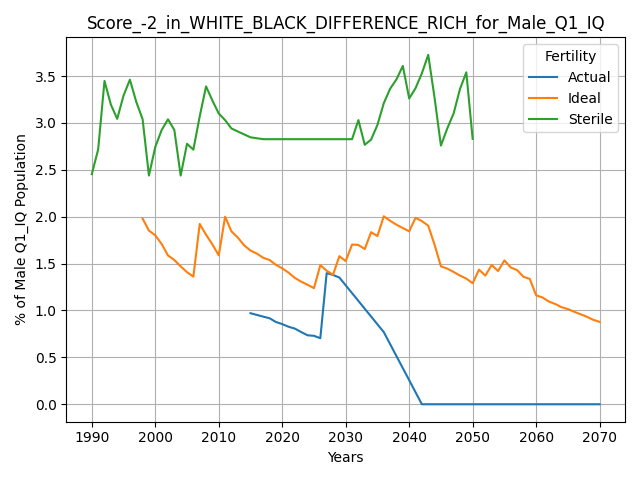 Score_-2_in_WHITE_BLACK_DIFFERENCE_RICH_for_Male_Q1_IQ
Fertility
Actual
Ideal
Sterile
% of Male Q1_IQ Population
3.5
3.0
2.5
2.0
1.5
1.0
0.5
0.0
1990 2000 2010 2020 2030 2040 2050 2060 2070
Years